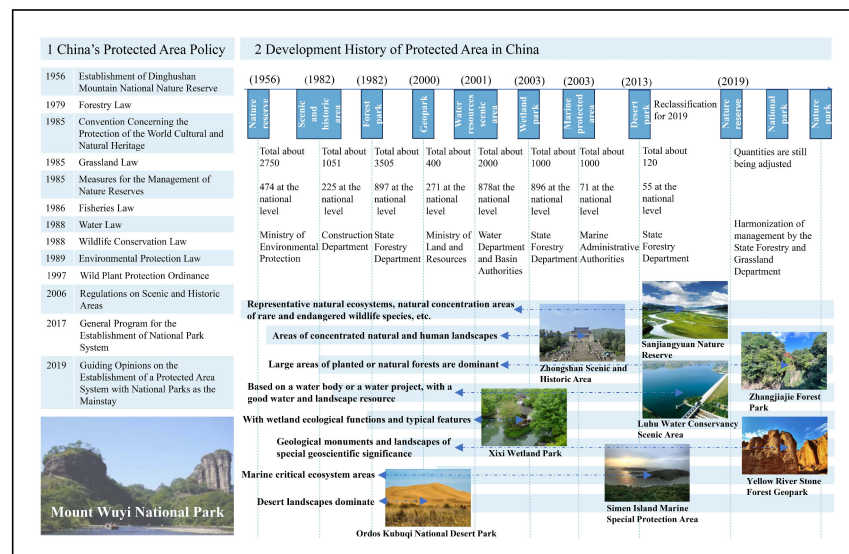 1 China's Protected Area Policy
1956 Establishment of Dinghushan
Mountain National Nature Reserve
1979 Forestry Law
1985 Convention Concerning the
Protection of the World Cultural and
Natural Heritage
1985 Grassland Law
1985 Measures for the Management of
Nature Reserves
1986 Fisheries Law
1988 Water Law
1988 Wildlife Conservation Law
1989 Environmental Protection Law
1997 Wild Plant Protection Ordinance
2006 Regulations on Scenic and Historic
Areas
2017 General Program for the
Establishment of National Park
System
2019 Guiding Opinions on the
Establishment of a Protected Area
System with National Parks as the
Mainstay
Mount Wuyi National Park
2 Development History of Protected Area in China
(1956) (1982) (1982) (2000) (2001) (2003) (2003) (2013) (2019)
Nature
reserve
Scenic
and
historic
area
Forest
park
Geopark
Water
resources
scenic
area
Wetland
park
Marine
protected
area
Desert
park
Reclassification
for 2019
Nature
reserve
National
park
Nature
park
Total about
2750
Total about
1051
Total about
3505
Total about
400
Total about
2000
Total about
1000
Total about
1000
Total about
120
Quantities are still
being adjusted
474 at the
national
level
225 at the
national
level
897 at the
national
level
271 at the
national
level
878at the
national
level
896 at the
national
level
71 at the
national
level
55 at the
national
level
Ministry of
Environmental
Protection
Construction
Department
State
Forestry
Department
Ministry of
Land and
Resources
Water
Department
and Basin
Authorities
State
Forestry
Department
Marine
Administrative
Authorities
State
Forestry
Department
Harmonization of
management by the
State Forestry and
Grassland
Department
Representative natural ecosystems, natural concentration areas
of rare and endangered wildlife species, etc.
Sanjiangyuan Nature
Reserve
Areas of concentrated natural and human landscapes
Zhongshan Scenic and
Historic Area
Large areas of planted or natural forests are dominant
Zhangjiajie Forest
Park
Based on a water body or a water project, with a
good water and landscape resource
Luhu Water Conservancy
Scenic Area
With wetland ecological functions and typical features
Xixi Wetland Park
Geological monuments and landscapes of
special geoscientific significance
Yellow River Stone
Forest Geopark
Marine critical ecosystem areas
Simen Island Marine
Special Protection Area
Desert landscapes dominate
Ordos Kubuqi National Desert Park